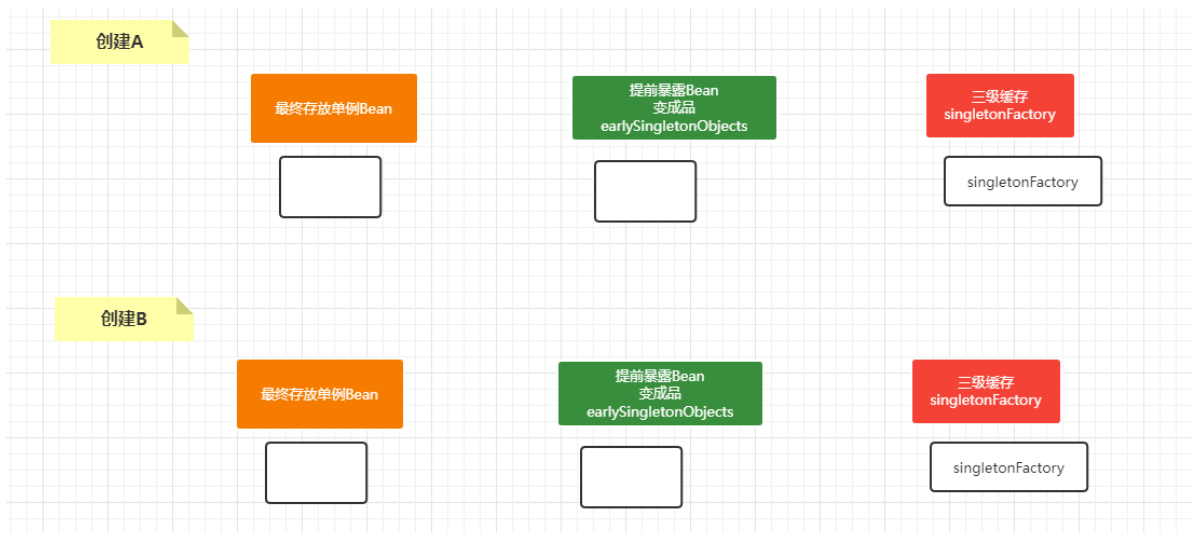 创建A
最终存放单例Bean
提前暴露Bean
变成品
earlySingletonObjects
三级缓存
singletonFactory
singletonFactory
创建B
最终存放单例Bean
提前暴露Bean
变成品
earlySingletonObjects
三级缓存
singletonFactory
singletonFactory